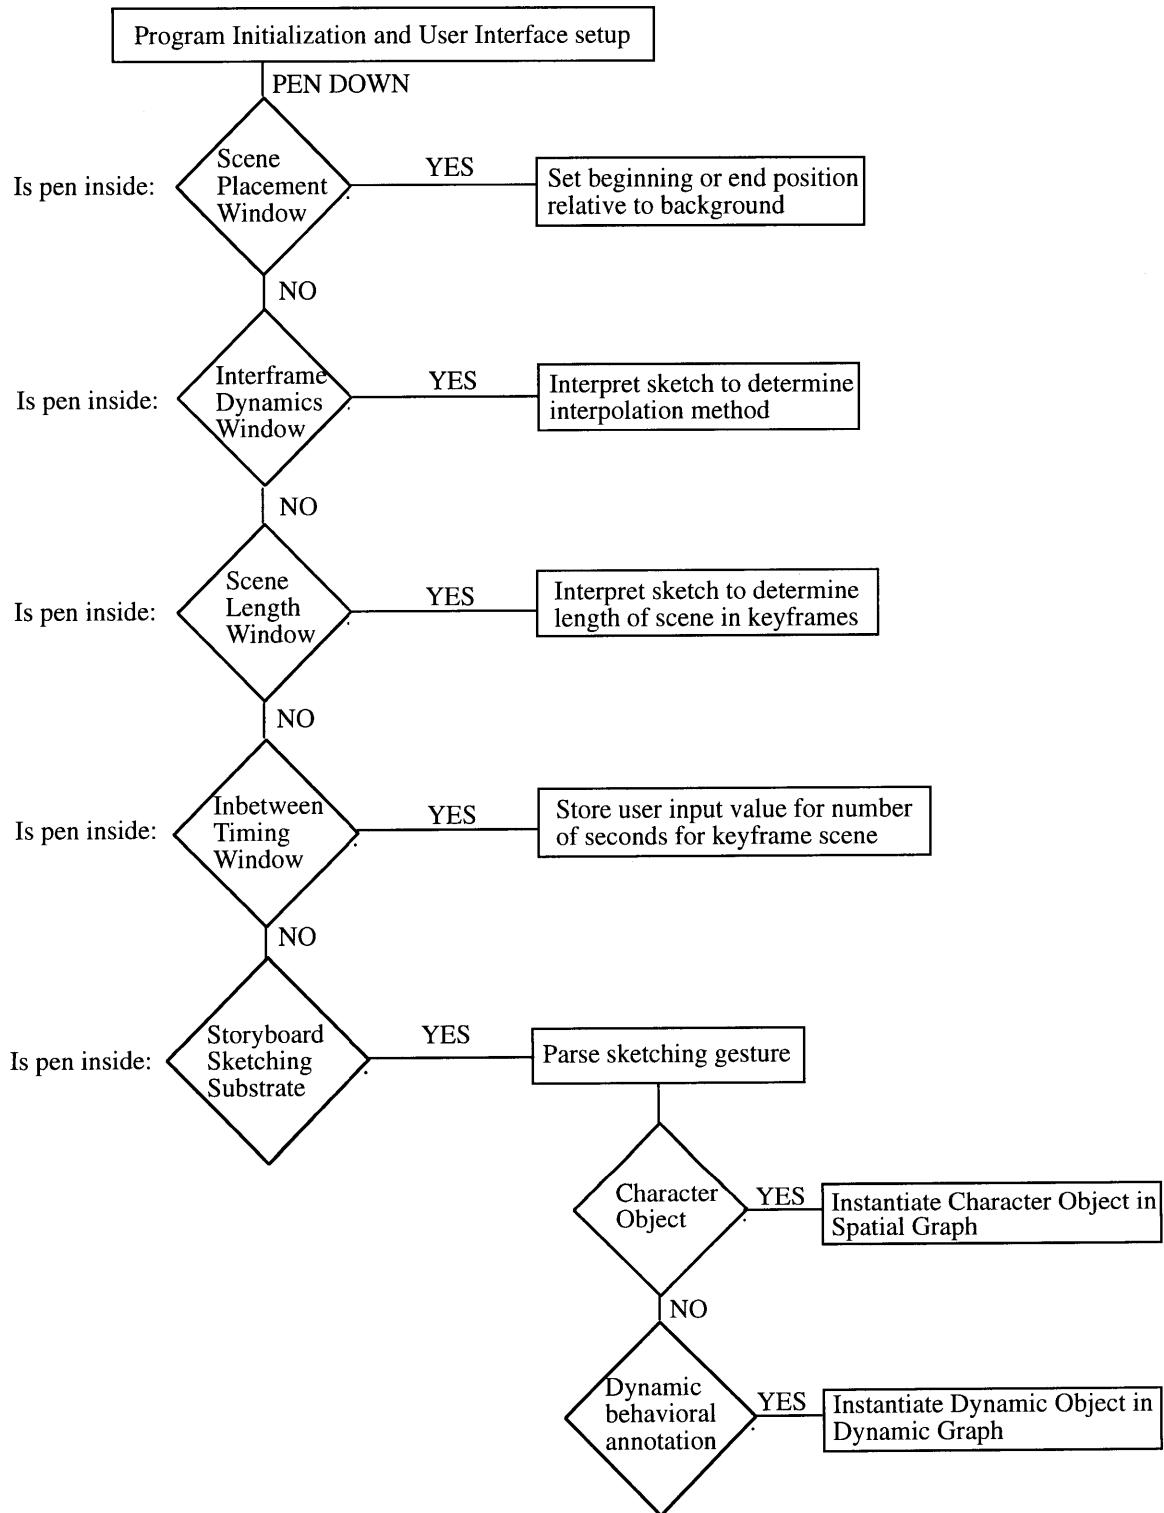 Program Initialization and User Interface setup
PEN DOWN
Is pen inside:
Scene
Placement
Window
YES
Set beginning or end position
relative to background
NO
Is pen inside:
Interframe
Dynamics
Window
YES
Interpret sketch to determine
interpolation method
NO
Is pen inside:
Scene
Length
Window
YES
Interpret sketch to determine
length of scene in keyframes
NO
Is pen inside:
Inbetween
Timing
Window
YES
Store user input value for number
of seconds for keyframe scene
NO
Is pen inside:
Storyboard
Sketching
Substrate
YES
Parse sketching gesture
Character
Object
YES
Instantiate Character Object in
Spatial Graph
NO
Dynamic
behavioral
annotation
YES
Instantiate Dynamic Object in
Dynamic Graph